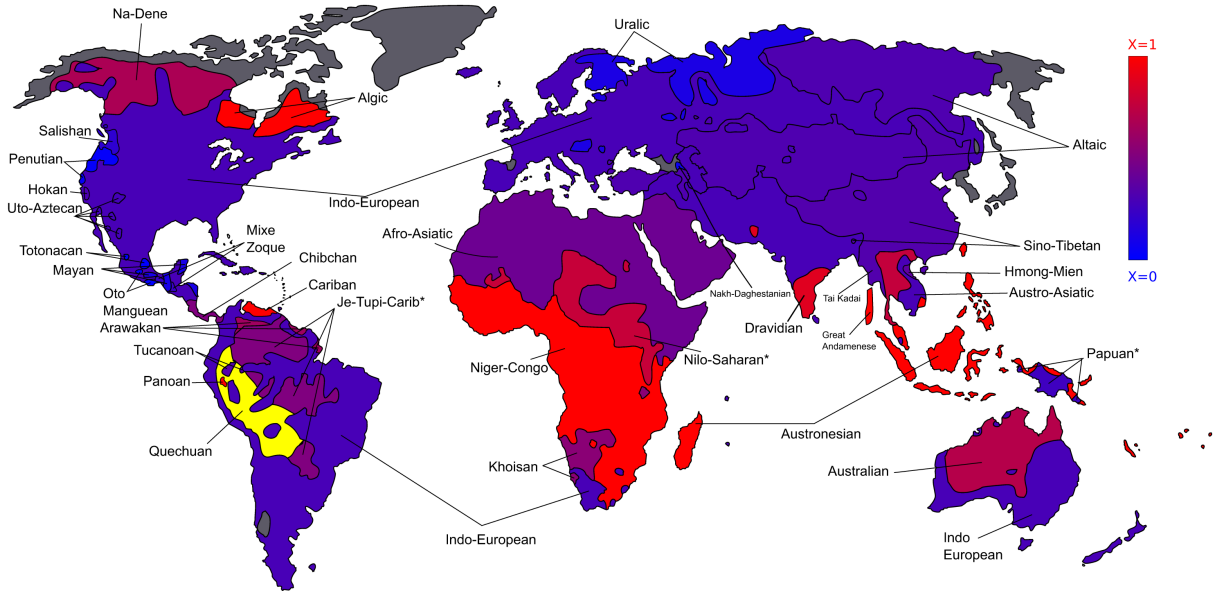 Na-Dene
Uralic
X=1
Algic
Salishan
Penutian
Altaic
Hokan
Indo-European
Uto-Aztecan
Mixe
Zoque
Afro-Asiatic
Totonacan
Sino-Tibetan
Mayan
Chibchan
Hmong-Mien
X=0
Oto
Manguean
Cariban
Nakh-Daghestanian
Tai Kadai
Austro-Asiatic
Je-Tupi-Carib*
Arawakan
Dravidian
Great
Andamenese
Tucanoan
Niger-Congo
Nilo-Saharan*
Papuan*
Panoan
Quechuan
Austronesian
Khoisan
Australian
Indo-European
Indo
European